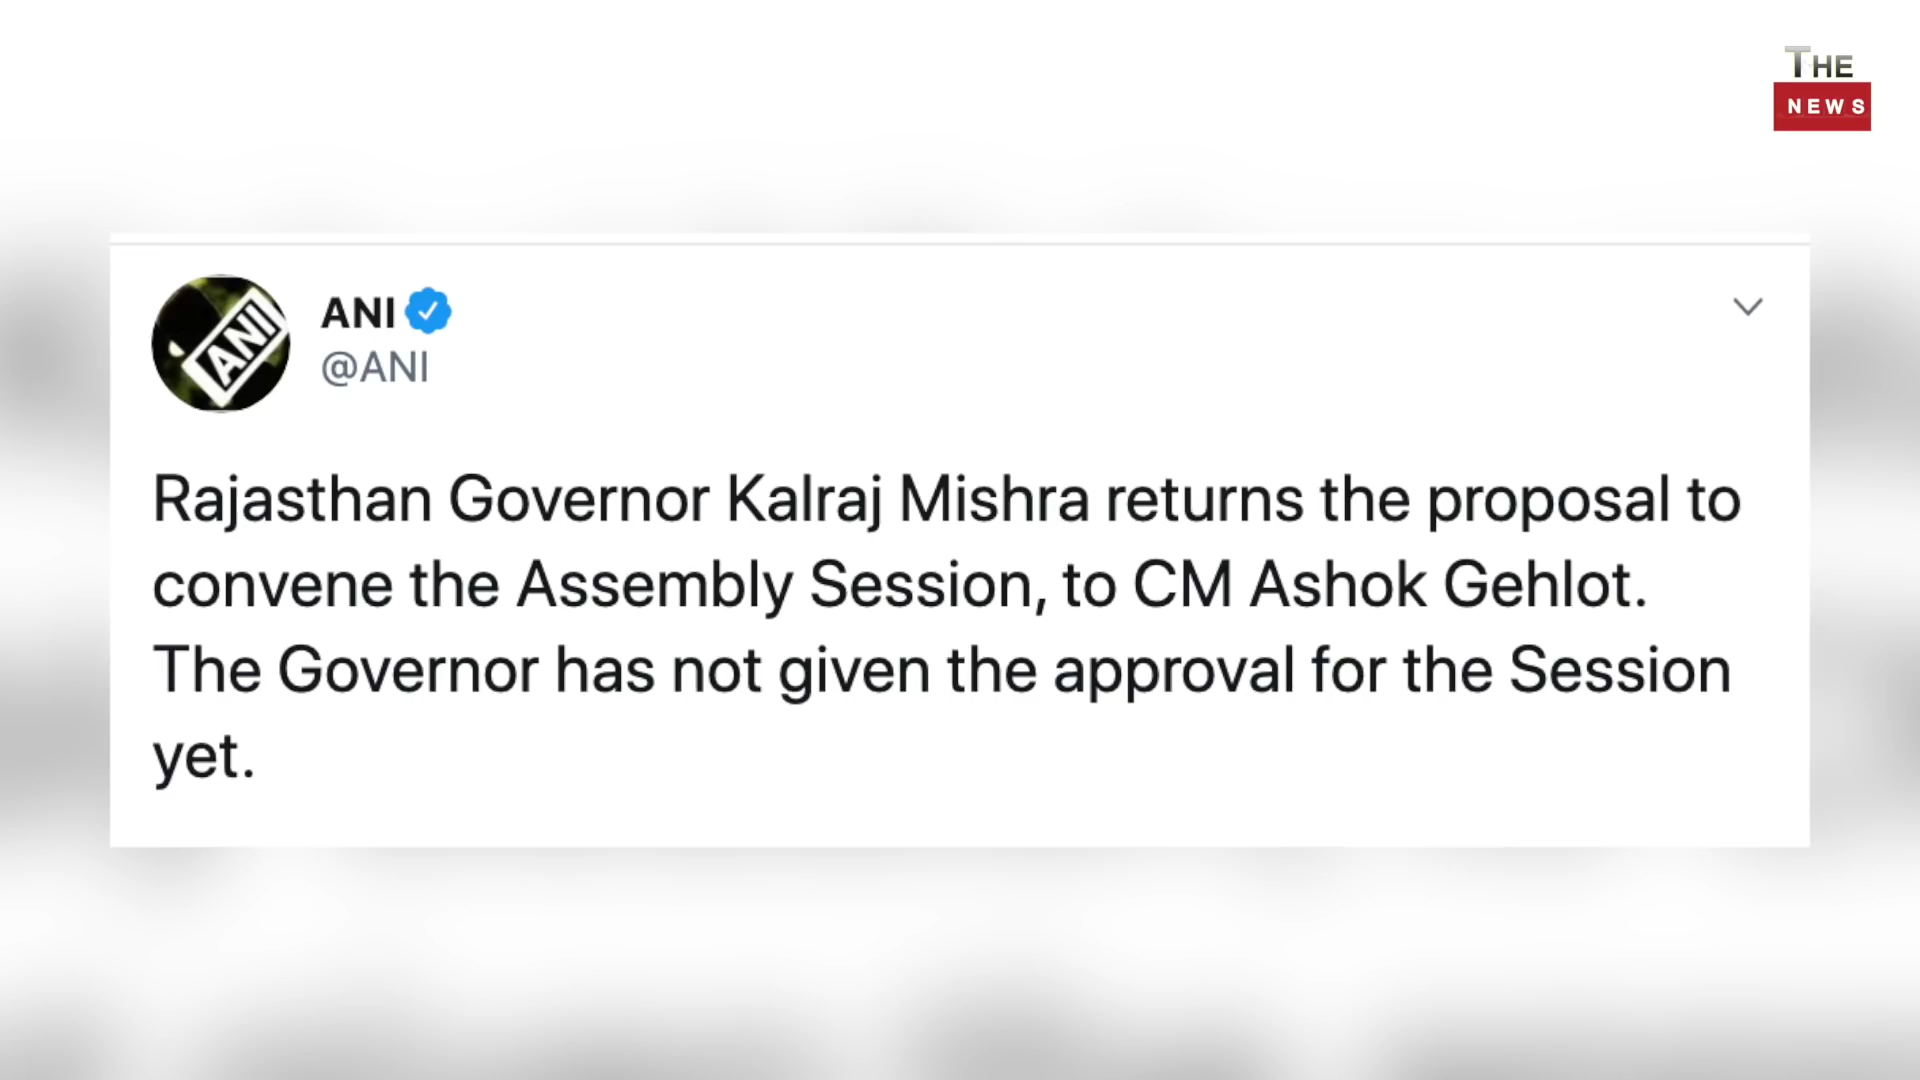 THE
NEWS
ANI
ANI
@ANI
Rajasthan Governor Kalraj Mishra returns the proposal to
convene the Assembly Session, to CM Ashok Gehlot.
The Governor has not given the approval for the Session
yet.